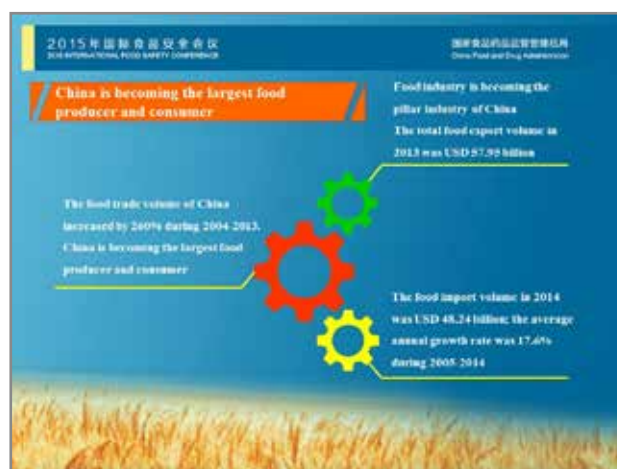 2015年国际食品安全会议
2015 INTERNATIONAL FOOD SAFETY CONFERENCE
国家食品药品监督管理总局
China Food and Drug Administration
China is becoming the largest food
producer and consumer
Food industry is becoming the
pillar industry of China
The total food export volume in
2013 was USD 57.95 billion
The food trade volume of China
increased by 260% during 2004-2013.
China is becoming the largest food
producer and consumer
The food import volume in 2014
was USD 48.24 billion; the average
annual growth rate was 17.6%
during 2005-2014